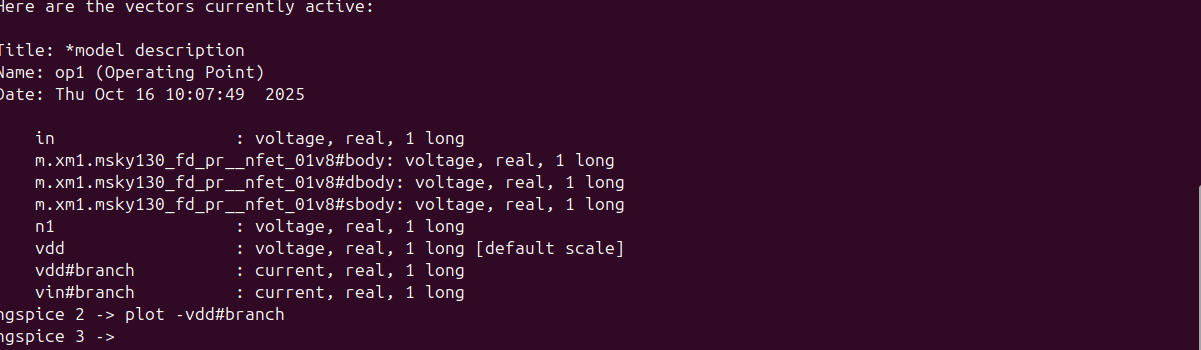 Here are the vectors currently active:
Title: *model description
Name: op1 (Operating Point)
Date: Thu Oct 16 10:07:49  2025
in                  : voltage, real, 1 long
m.xm1.msky130_fd_pr__nfet_01v8#body: voltage, real, 1 long
m.xm1.msky130_fd_pr__nfet_01v8#dbody: voltage, real, 1 long
m.xm1.msky130_fd_pr__nfet_01v8#sbody: voltage, real, 1 long
n1                  : voltage, real, 1 long
vdd                 : voltage, real, 1 long [default scale]
vdd#branch          : current, real, 1 long
vin#branch          : current, real, 1 long
ngspice 2 -> plot -vdd#branch
ngspice 3 ->